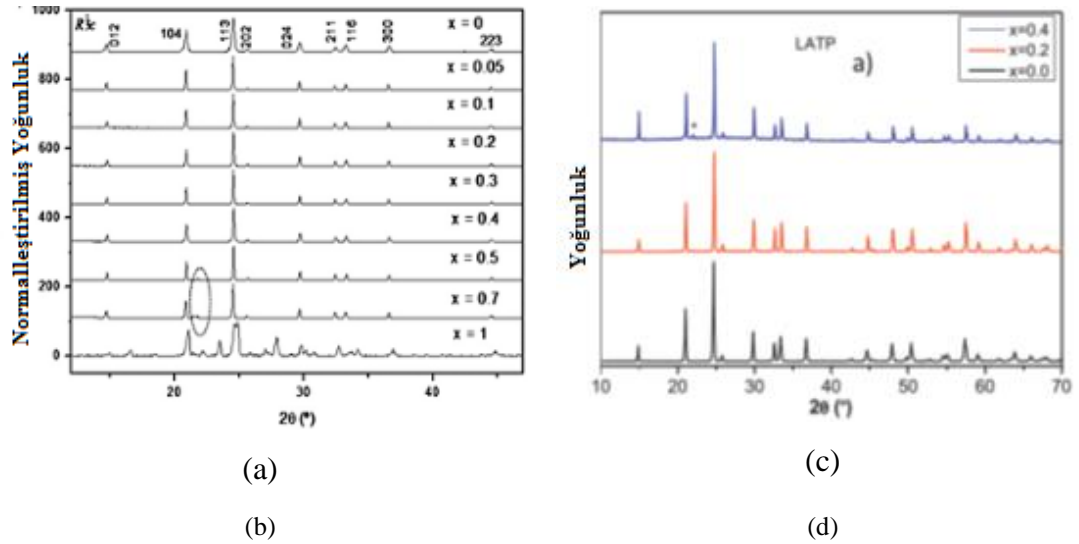 Normalleştirilmiş Yoğunluk
1000
800
600
400
200
0
R3̄c
012
104
113
202
024
211
116
300
223
x = 0
x = 0.05
x = 0.1
x = 0.2
x = 0.3
x = 0.4
x = 0.5
x = 0.7
x = 1
20 30 40
2θ (°)
(a)
(b)
Yoğunluk
LATP
a)
x=0.4
x=0.2
x=0.0
*
10 20 30 40 50 60 70
2θ (°)
(c)
(d)